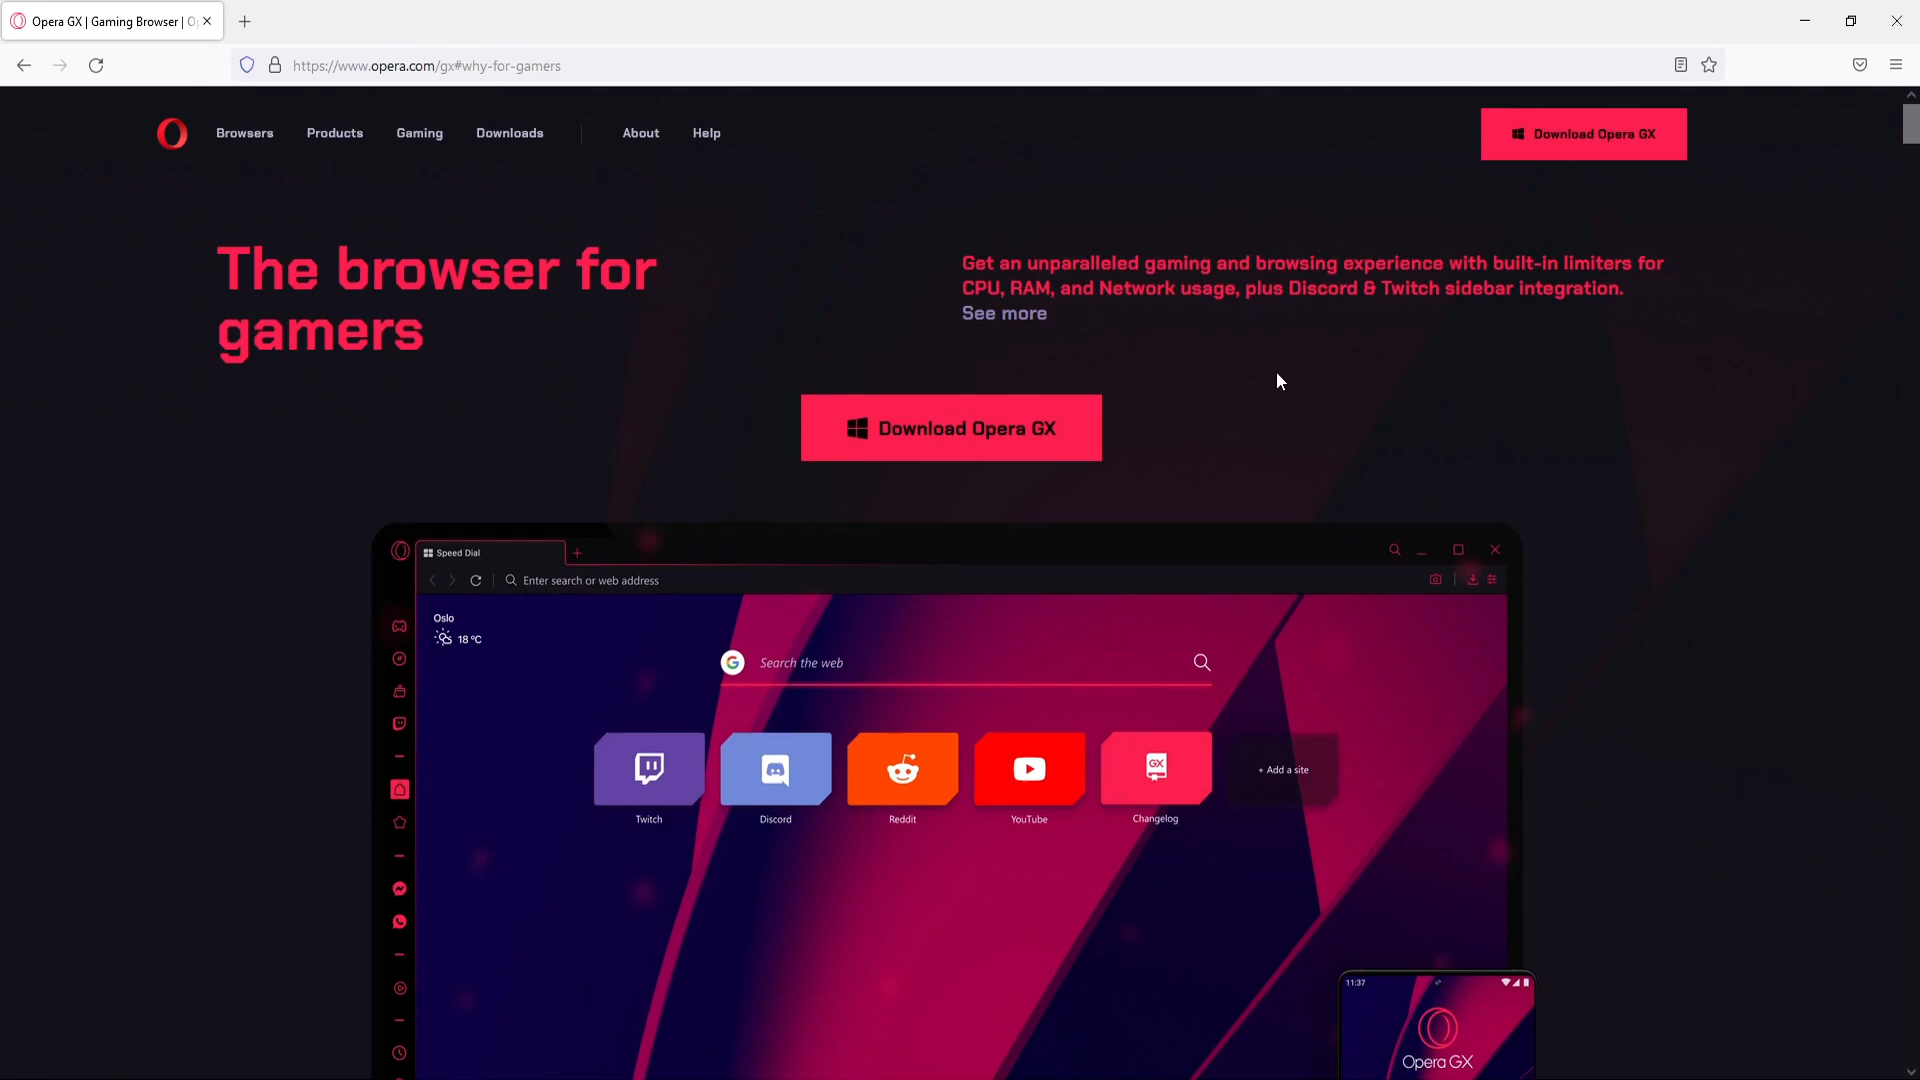 Opera GX | Gaming Browser | O
https://www.opera.com/gx#why-for-gamers
Browsers
Products
Gaming
Downloads
About
Help
Download Opera GX
The browser for
gamers
Get an unparalleled gaming and browsing experience with built-in limiters for
CPU, RAM, and Network usage, plus Discord & Twitch sidebar integration.
See more
Download Opera GX
Speed Dial
Enter search or web address
Oslo
18 °C
G
Search the web
GX
+ Add a site
Twitch
Discord
Reddit
YouTube
Changelog
11:37
Opera GX